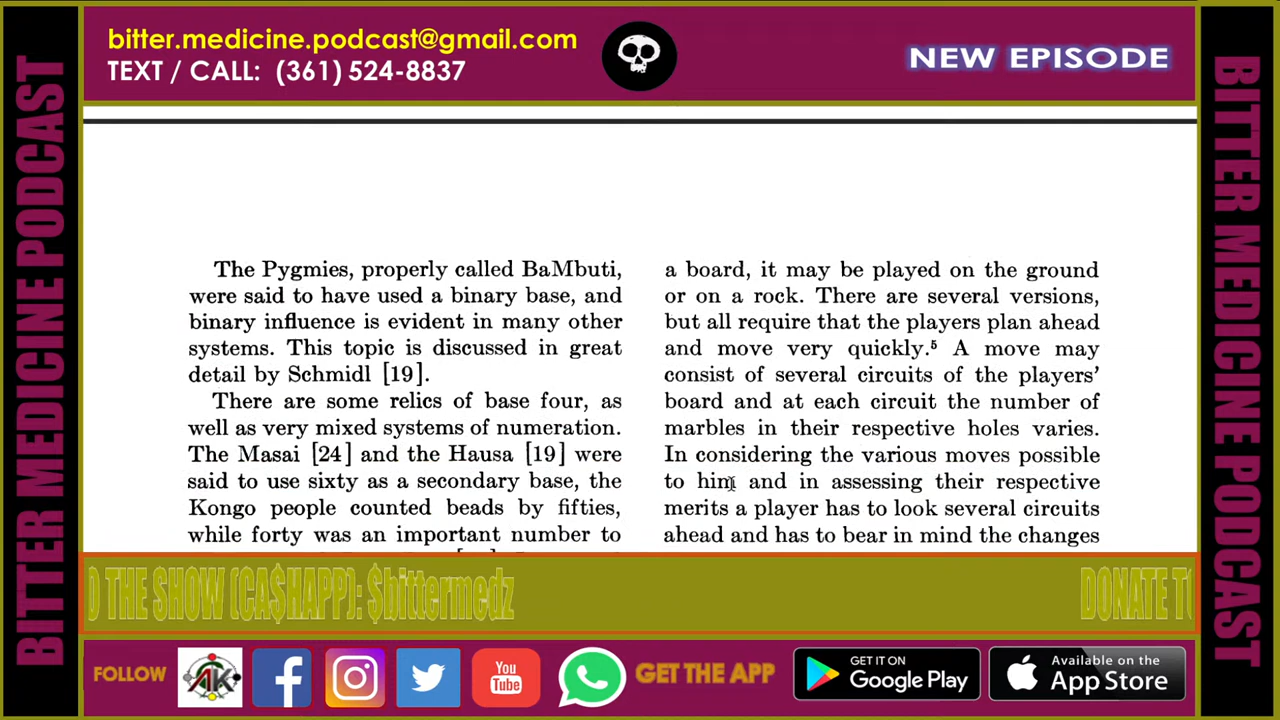 bitter.medicine.podcast@gmail.com
TEXT / CALL: (361) 524-8837
NEW EPISODE
BITTER MEDICINE PODCAST
The Pygmies, properly called BaMbuti,
were said to have used a binary base, and
binary influence is evident in many other
systems. This topic is discussed in great
detail by Schmidl [19].
There are some relics of base four, as
well as very mixed systems of numeration.
The Masai [24] and the Hausa [19] were
said to use sixty as a secondary base, the
Kongo people counted beads by fifties,
while forty was an important number to
a board, it may be played on the ground
or on a rock. There are several versions,
but all require that the players plan ahead
and move very quickly.⁵ A move may
consist of several circuits of the players'
board and at each circuit the number of
marbles in their respective holes varies.
In considering the various moves possible
to him and in assessing their respective
merits a player has to look several circuits
ahead and has to bear in mind the changes
BITTER MEDICINE PODCAST
THE SHOW (CA$HAPP): $bittermedz
DONATE
FOLLOW
You
Tube
GET THE APP
GET IT ON
Google Play
Available on the
App Store